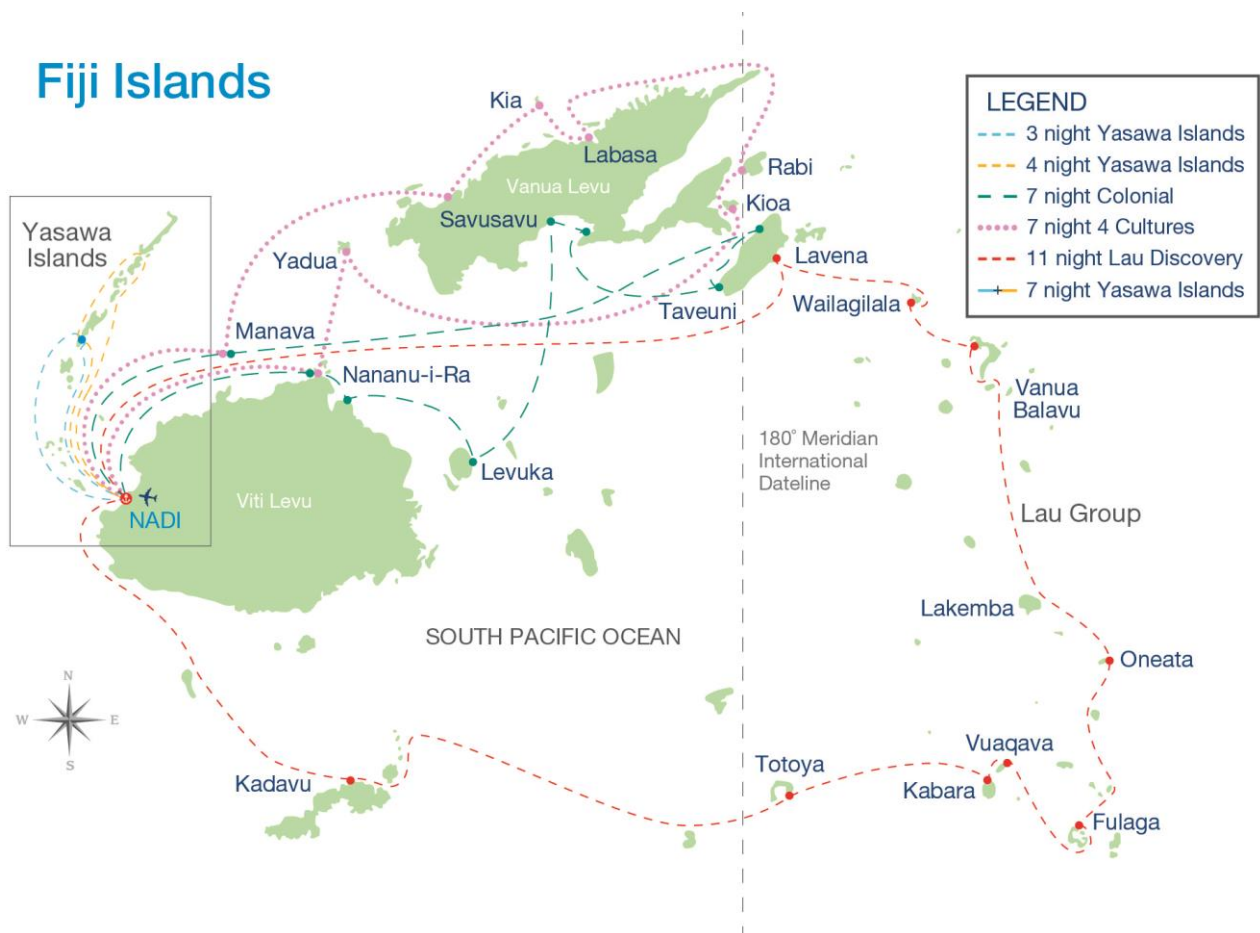 Fiji Islands
LEGEND
3 night Yasawa Islands
4 night Yasawa Islands
7 night Colonial
7 night 4 Cultures
11 night Lau Discovery
7 night Yasawa Islands
Kia
Labasa
Rabi
Vanua Levu
Kioa
Savusavu
Yasawa
Islands
Yadua
Lavena
Wailagilala
Taveuni
Manava
Nananu-i-Ra
Vanua
Balavu
180° Meridian
International
Dateline
Levuka
Viti Levu
NADI
Lau Group
Lakemba
SOUTH PACIFIC OCEAN
Oneata
N
W
E
S
Vuaqava
Totoya
Kadavu
Kabara
Fulaga